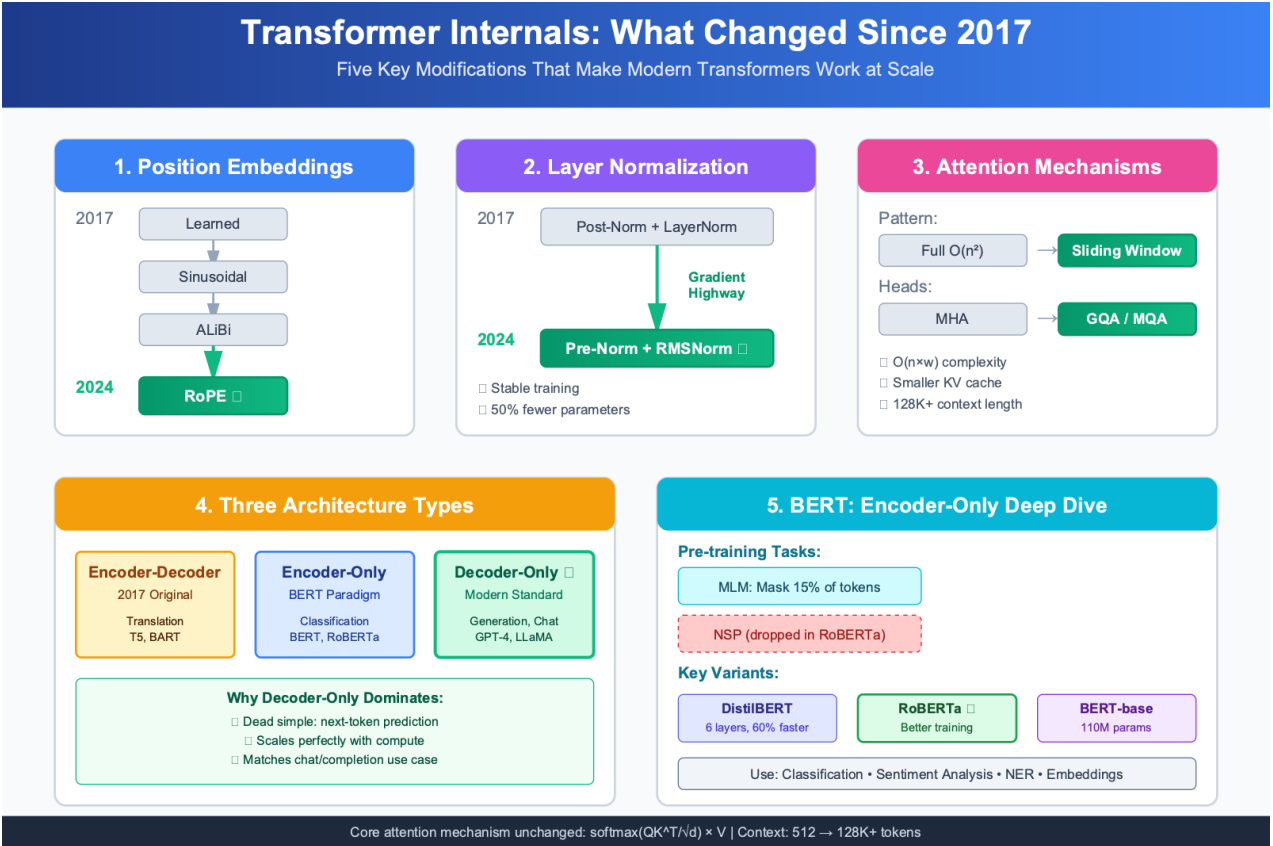 Transformer Internals: What Changed Since 2017
Five Key Modifications That Make Modern Transformers Work at Scale
1. Position Embeddings
2017
Learned
Sinusoidal
ALiBi
2024
RoPE
2. Layer Normalization
2017
Post-Norm + LayerNorm
Gradient
Highway
2024
Pre-Norm + RMSNorm
Stable training
50% fewer parameters
3. Attention Mechanisms
Pattern:
Full O(n²) → Sliding Window
Heads:
MHA → GQA / MQA
O(n×w) complexity
Smaller KV cache
128K+ context length
4. Three Architecture Types
Encoder-Decoder
2017 Original
Translation
T5, BART
Encoder-Only
BERT Paradigm
Classification
BERT, RoBERTa
Decoder-Only
Modern Standard
Generation, Chat
GPT-4, LLaMA
Why Decoder-Only Dominates:
Dead simple: next-token prediction
Scales perfectly with compute
Matches chat/completion use case
5. BERT: Encoder-Only Deep Dive
Pre-training Tasks:
MLM: Mask 15% of tokens
NSP (dropped in RoBERTa)
Key Variants:
DistilBERT
6 layers, 60% faster
RoBERTa
Better training
BERT-base
110M params
Use: Classification • Sentiment Analysis • NER • Embeddings
Core attention mechanism unchanged: softmax(QK^T/√d) × V | Context: 512 → 128K+ tokens